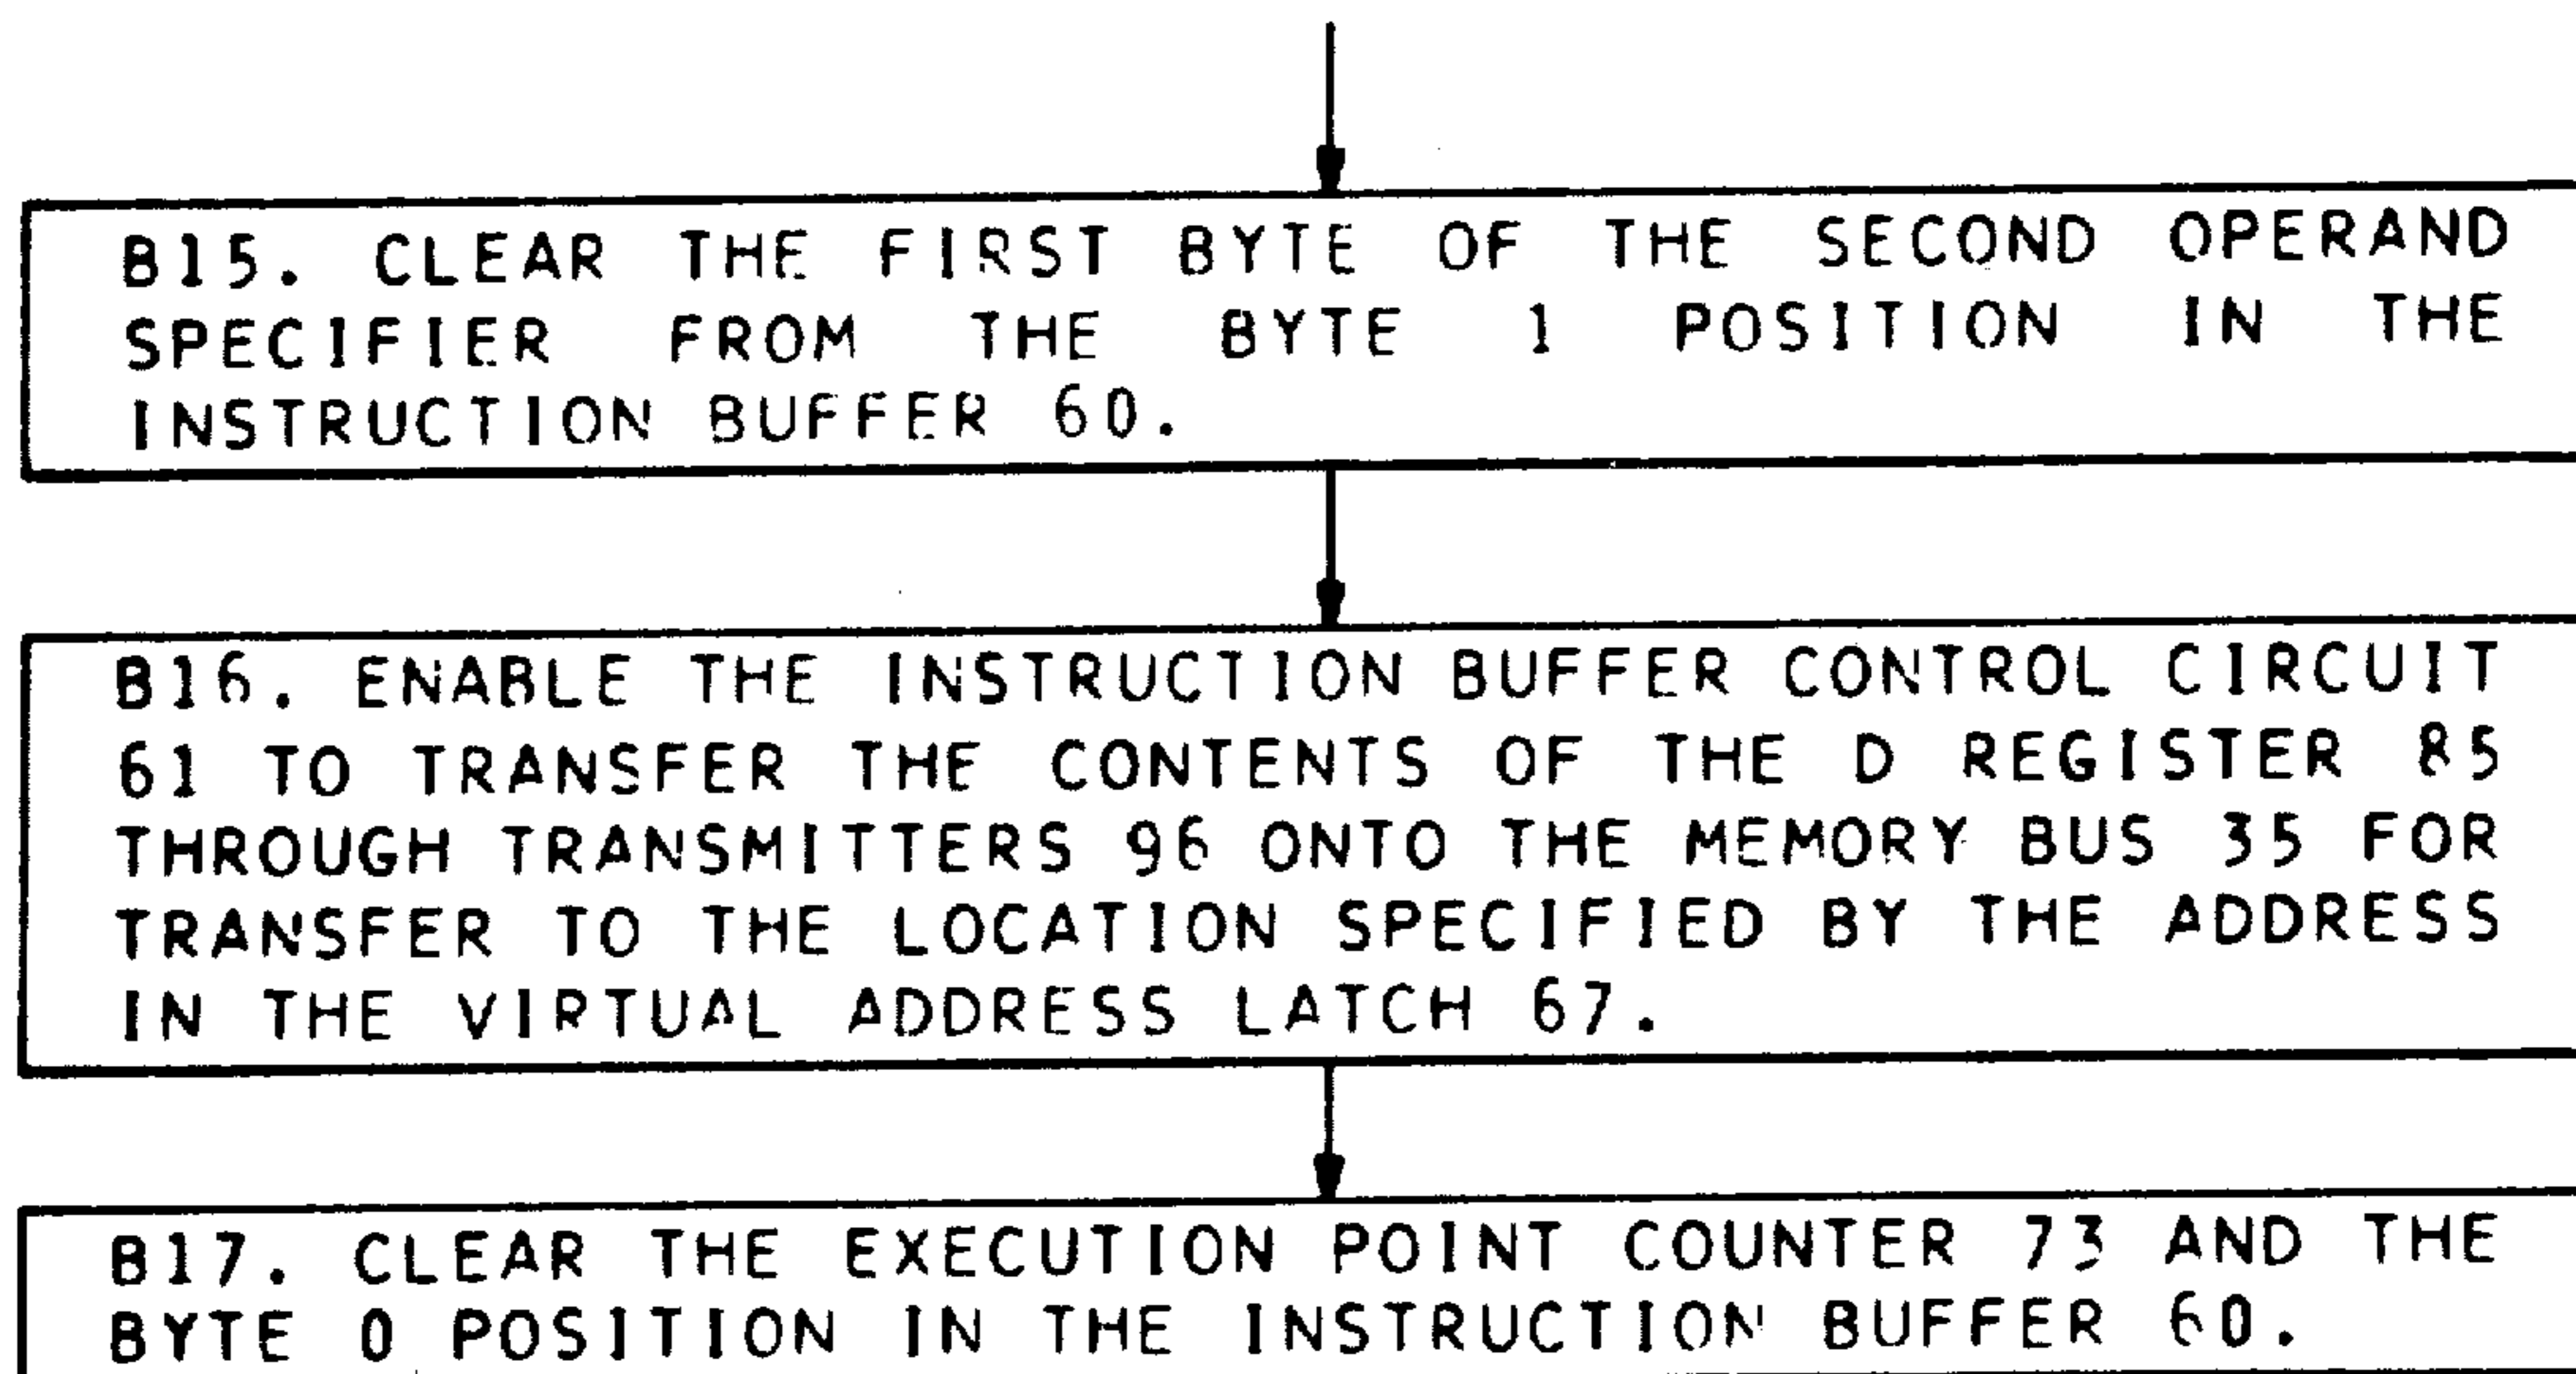 B15. CLEAR THE FIRST BYTE OF THE SECOND OPERAND
SPECIFIER FROM THE BYTE 1 POSITION IN THE
INSTRUCTION BUFFER 60.
B16. ENABLE THE INSTRUCTION BUFFER CONTROL CIRCUIT
61 TO TRANSFER THE CONTENTS OF THE D REGISTER 85
THROUGH TRANSMITTERS 96 ONTO THE MEMORY BUS 35 FOR
TRANSFER TO THE LOCATION SPECIFIED BY THE ADDRESS
IN THE VIRTUAL ADDRESS LATCH 67.
B17. CLEAR THE EXECUTION POINT COUNTER 73 AND THE
BYTE 0 POSITION IN THE INSTRUCTION BUFFER 60.